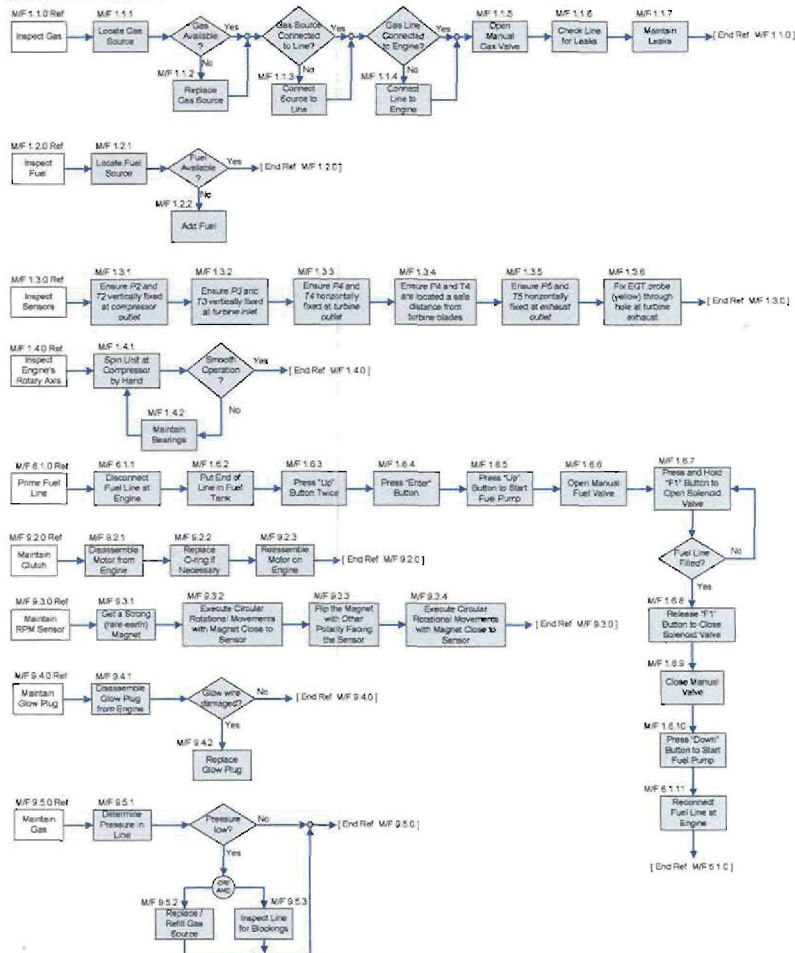 M/F 1.1.0 Ref
Inspect Gas
M/F 1.1.1
Locate Gas
Source
Gas
Available
?
Yes
No
M/F 1.1.2
Replace
Gas Source
Gas Source
Connected
to Line?
Yes
No
M/F 1.1.3
Connect
Source to
Line
Gas Line
Connected
to Engine?
Yes
No
M/F 1.1.4
Connect
Line to
Engine
M/F 1.1.5
Open
Manual
Gax Valve
M/F 1.1.6
Check Line
for Leaks
M/F 1.1.7
Maintain
Leaks
[ End Ref M/F 1.1.0 ]
M/F 1.2.0 Ref
Inspect
Fuel
M/F 1.2.1
Locate Fuel
Source
Fuel
Available
?
Yes
[ End Ref M/F 1.2.0 ]
No
M/F 1.2.2
Add Fuel
M/F 1.3.0 Ref
Inspect
Sensors
M/F 1.3.1
Ensure P2 and
T2 vertically fixed
at compressor
outlet
M/F 1.3.2
Ensure P3 and
T3 vertically fixed
at turbine inlet
M/F 1.3.3
Ensure P4 and
T4 horizontally
fixed at turbine
outlet
M/F 1.3.4
Ensure P4 and T4
are located a safe
distance from
turbine blades
M/F 1.3.5
Ensure P5 and
T5 horizontally
fixed at exhaust
outlet
M/F 1.3.6
Fix EGT probe
(yellow) through
hole at turbine
exhaust
[ End Ref M/F 1.3.0 ]
M/F 1.4.0 Ref
Inspect
Engine's
Rotary Axis
M/F 1.4.1
Spin Unit at
Compressor
by Hand
Smooth
Operation
?
Yes
[ End Ref M/F 1.4.0 ]
No
M/F 1.4.2
Maintain
Bearings
M/F 6.1.0 Ref
Prime Fuel
Line
M/F 6.1.1
Disconnect
Fuel Line at
Engine
M/F 1.6.2
Put End of
Line in Fuel
Tank
M/F 1.6.3
Press "Up"
Button Twice
M/F 1.6.4
Press "Enter"
Button
M/F 1.6.5
Press "Up"
Button to Start
Fuel Pump
M/F 1.6.6
Open Manual
Fuel Valve
M/F 1.6.7
Press and Hold
"F1" Button to
Open Solenoid
Valve
Fuel Line
Filled?
No
Yes
M/F 1.6.8
Release "F1"
Button to Close
Solenoid Valve
M/F 1.6.9
Close Manual
Valve
M/F 1.6.10
Press "Down"
Button to Start
Fuel Pump
M/F 6.1.11
Reconnect
Fuel Line at
Engine
[ End Ref M/F 6.1.0 ]
M/F 9.2.0 Ref
Maintain
Clutch
M/F 9.2.1
Disassemble
Motor from
Engine
M/F 9.2.2
Replace
O-ring if
Necessary
M/F 9.2.3
Reassemble
Motor on
Engine
[ End Ref M/F 9.2.0 ]
M/F 9.3.0 Ref
Maintain
RPM Sensor
M/F 9.3.1
Get a Strong
(rare-earth)
Magnet
M/F 9.3.2
Execute Circular
Rotational Movements
with Magnet Close to
Sensor
M/F 9.3.3
Flip the Magnet
with Other
Polarity Facing
the Sensor
M/F 9.3.4
Execute Circular
Rotational Movements
with Magnet Close to
Sensor
[ End Ref M/F 9.3.0 ]
M/F 9.4.0 Ref
Maintain
Glow Plug
M/F 9.4.1
Disassemble
Glow Plug
from Engine
Glow wire
damaged?
No
[ End Ref M/F 9.4.0 ]
Yes
M/F 9.4.2
Replace
Glow Plug
M/F 9.5.0 Ref
Maintain
Gas
M/F 9.5.1
Determine
Pressure in
Line
Pressure
low?
No
[ End Ref M/F 9.5.0 ]
Yes
OR/
AND
M/F 9.5.2
Replace /
Refill Gas
Source
M/F 9.5.3
Inspect Line
for Blockings